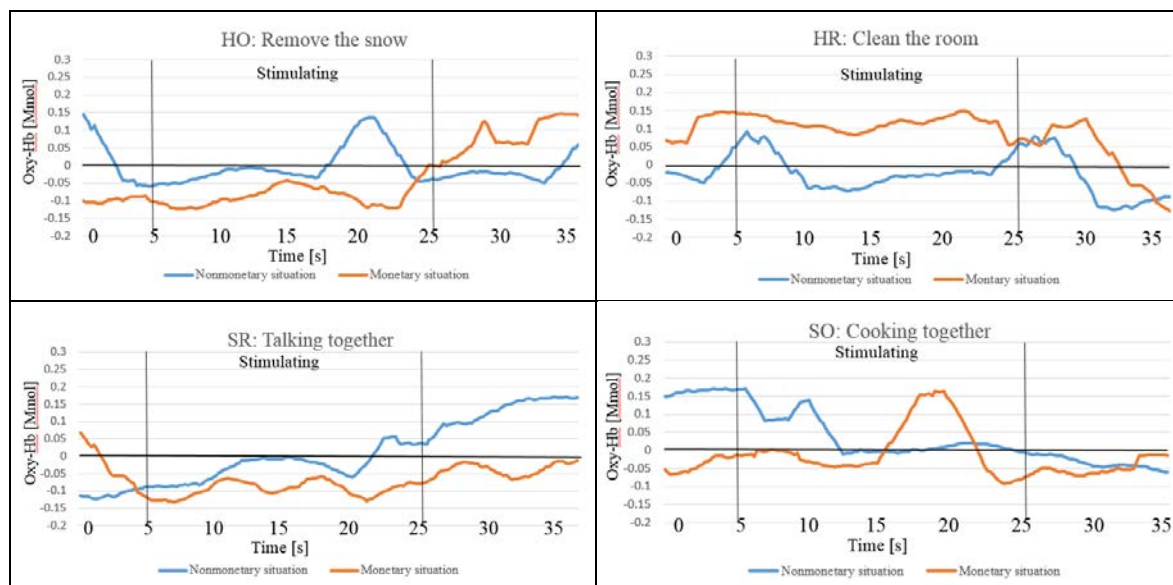 HO: Remove the snow
Stimulating
Oxy-Hb [Mmol]
0.3
0.25
0.2
0.15
0.1
0.05
0
-0.05
-0.1
-0.15
-0.2
0 5 10 15 20 25 30 35
Time [s]
Nonmonetary situation Monetary situation
HR: Clean the room
Stimulating
Oxy-Hb [Mmol]
0.3
0.25
0.2
0.15
0.1
0.05
0
-0.05
-0.1
-0.15
-0.2
0 5 10 15 20 25 30 35
Time [s]
Nonmonetary situation Montary situation
SR: Talking together
Stimulating
Oxy-Hb [Mmol]
0.3
0.25
0.2
0.15
0.1
0.05
0
-0.05
-0.1
-0.15
-0.2
0 5 10 15 20 25 30 35
Time [s]
Nonmonetary situation Monetary situation
SO: Cooking together
Stimulating
Oxy-Hb [Mmol]
0.3
0.25
0.2
0.15
0.1
0.05
0
-0.05
-0.1
-0.15
-0.2
0 5 10 15 20 25 30 35
Time [s]
Nonmonetary situation Monetary situation